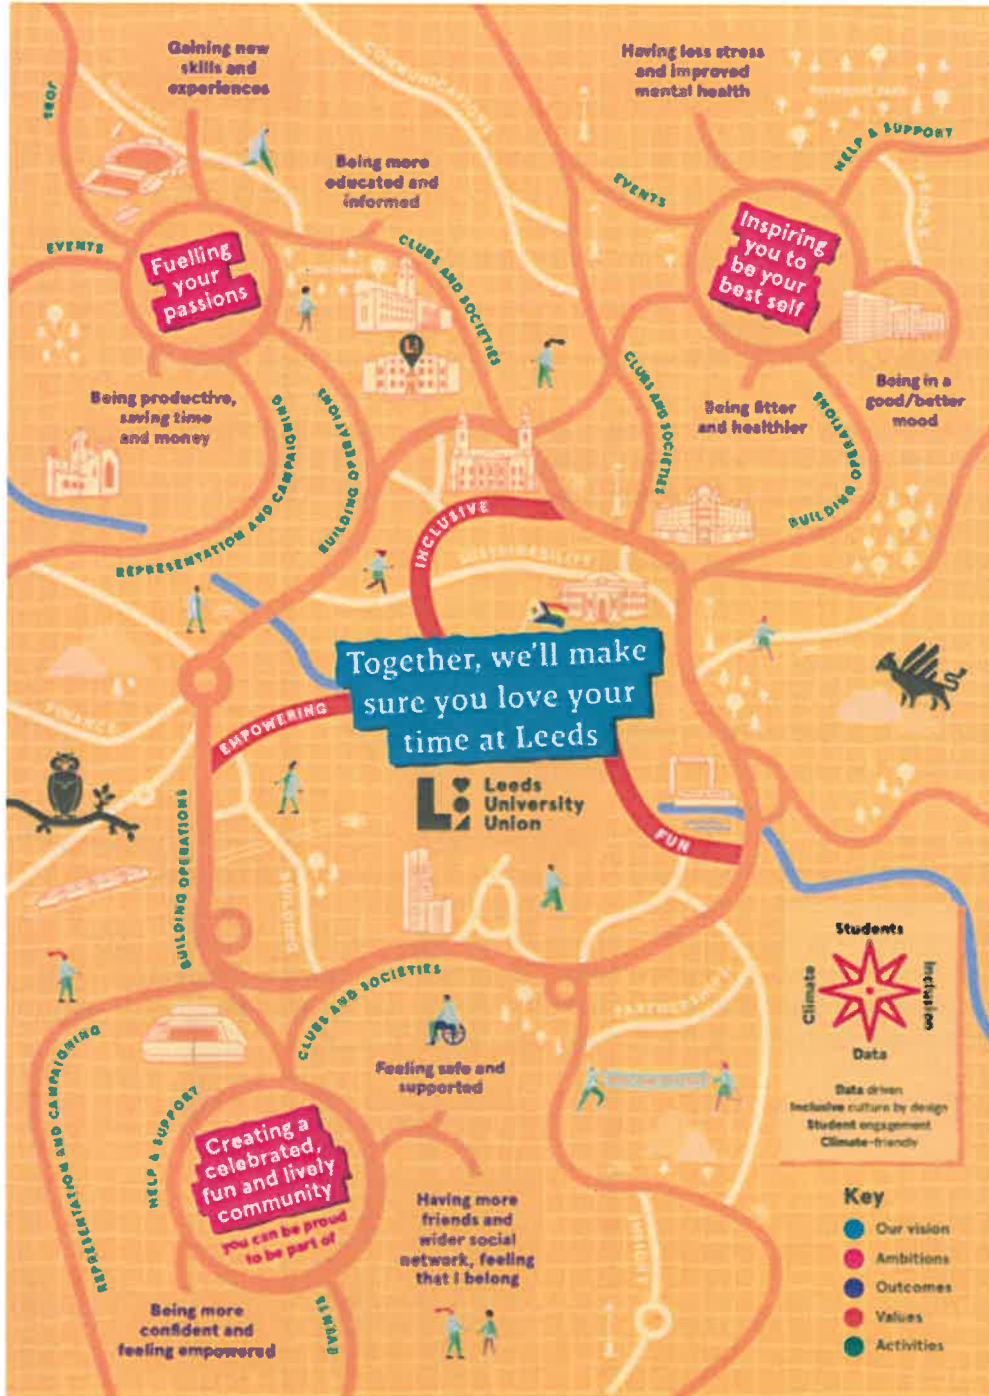 Gaining new
skills and
experiences
COMMUNICATIONS
Having less stress
and improved
mental health
JOBS
HELP & SUPPORT
Being more
educated and
informed
EVENTS
PEOPLE
EVENTS
Fuelling
your
passions
CLUBS AND SOCIETIES
Inspiring
you to
be your
best self
Being productive,
saving time
and money
REPRESENTATION AND CAMPAIGNING
BUILDING OPERATIONS
CLUBS AND SOCIETIES
Being fitter
and healthier
Being in a
good/better
mood
BUILDING OPERATIONS
INCLUSIVE
SUSTAINABILITY
Together, we'll make
sure you love your
time at Leeds
FINANCE
EMPOWERING
Leeds
University
Union
FUN
BUILDING OPERATIONS
BUILDING
CLUBS AND SOCIETIES
Students
Climate
Inclusion
Data
Data driven
Inclusive culture by design
Student engagement
Climate-friendly
PARTNERSHIPS
REPRESENTATION AND CAMPAIGNING
HELP & SUPPORT
Feeling safe and
supported
Creating a
celebrated,
fun and lively
community
you can be proud
to be part of
Having more
friends and
wider social
network, feeling
that I belong
INSIGHT
Being more
confident and
feeling empowered
EVENTS
Key
Our vision
Ambitions
Outcomes
Values
Activities